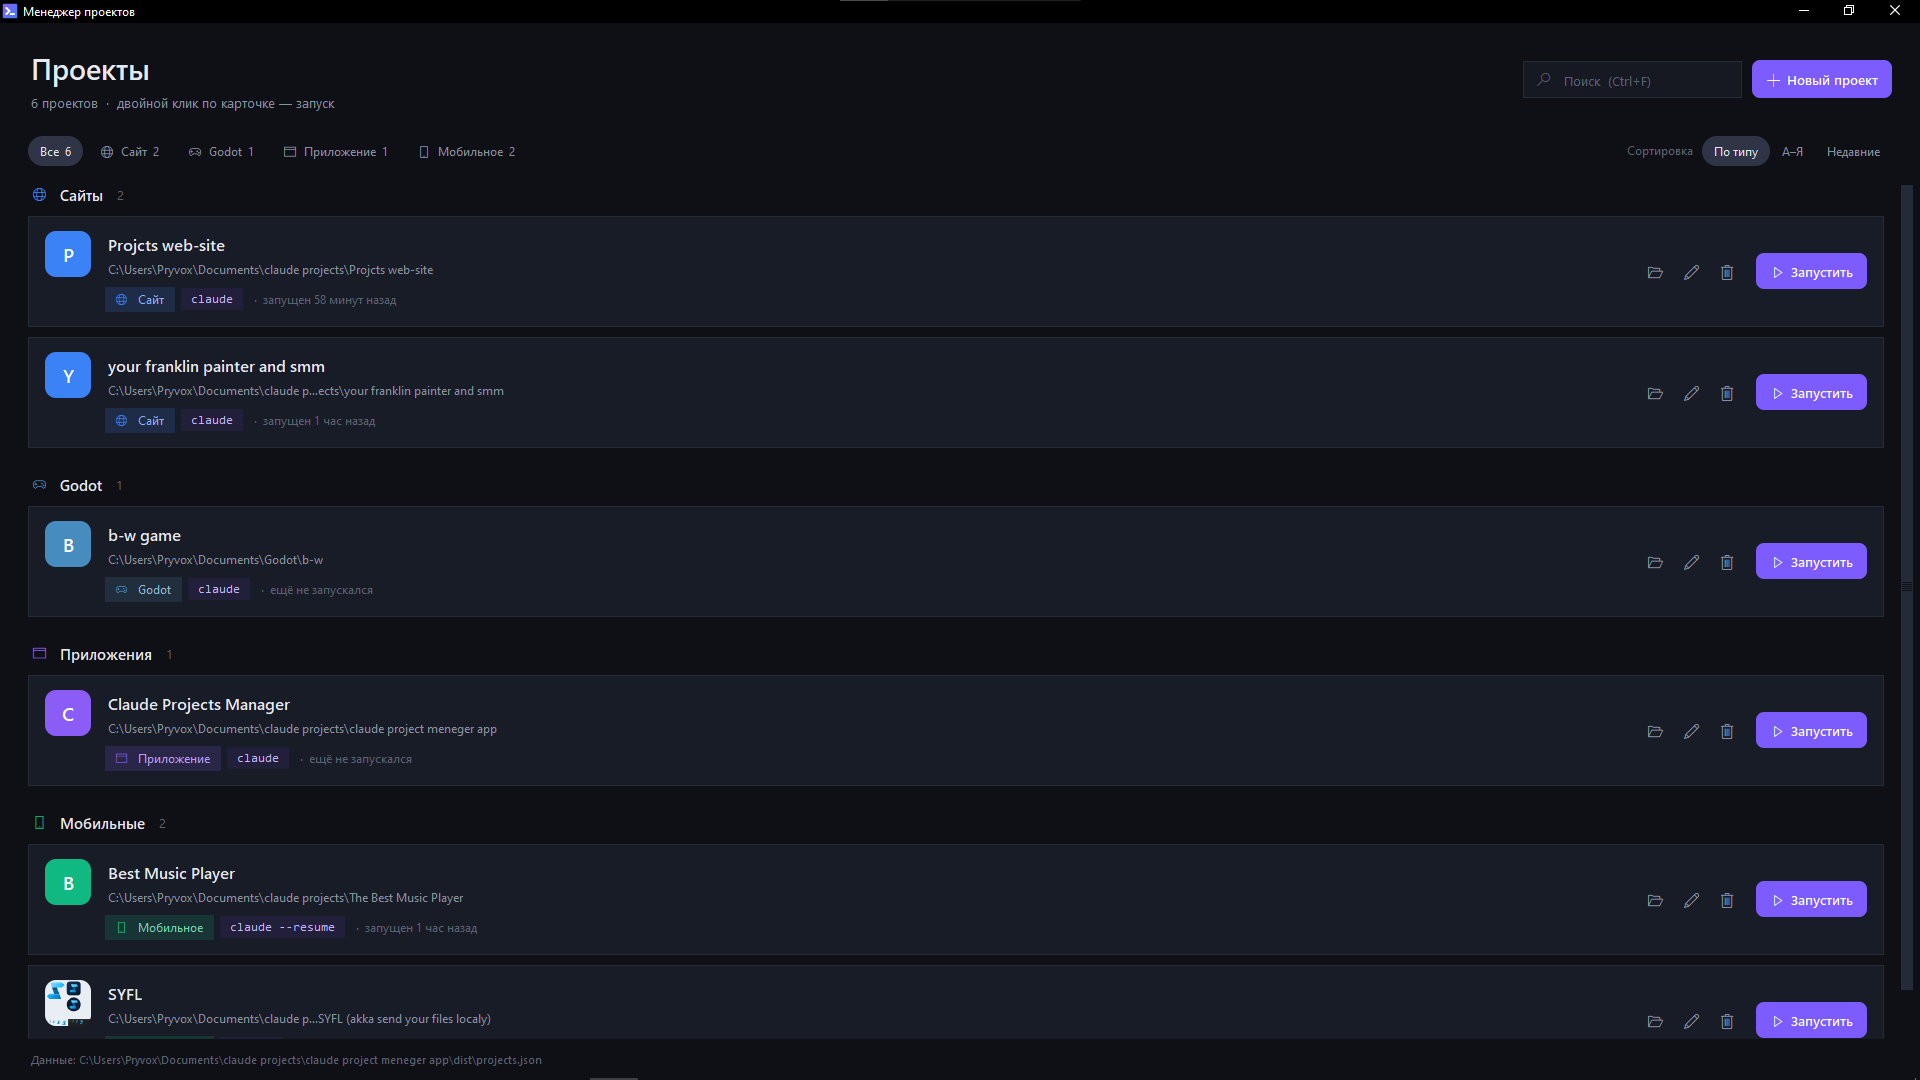 Менеджер проектов
Проекты
6 проектов · двойной клик по карточке — запуск
Поиск (Ctrl+F)
Новый проект
Все 6
Сайт 2
Godot 1
Приложение 1
Мобильное 2
Сортировка
По типу
А–Я
Недавние
Сайты 2
P
Projcts web-site
C:\Users\Pryvox\Documents\claude projects\Projcts web-site
Сайт claude · запущен 58 минут назад
Запустить
Y
your franklin painter and smm
C:\Users\Pryvox\Documents\claude p...ects\your franklin painter and smm
Сайт claude · запущен 1 час назад
Запустить
Godot 1
B
b-w game
C:\Users\Pryvox\Documents\Godot\b-w
Godot claude · ещё не запускался
Запустить
Приложения 1
C
Claude Projects Manager
C:\Users\Pryvox\Documents\claude projects\claude project meneger app
Приложение claude · ещё не запускался
Запустить
Мобильные 2
B
Best Music Player
C:\Users\Pryvox\Documents\claude projects\The Best Music Player
Мобильное claude --resume · запущен 1 час назад
Запустить
SYFL
C:\Users\Pryvox\Documents\claude p...SYFL (akka send your files localy)
Запустить
Данные: C:\Users\Pryvox\Documents\claude projects\claude project meneger app\dist\projects.json